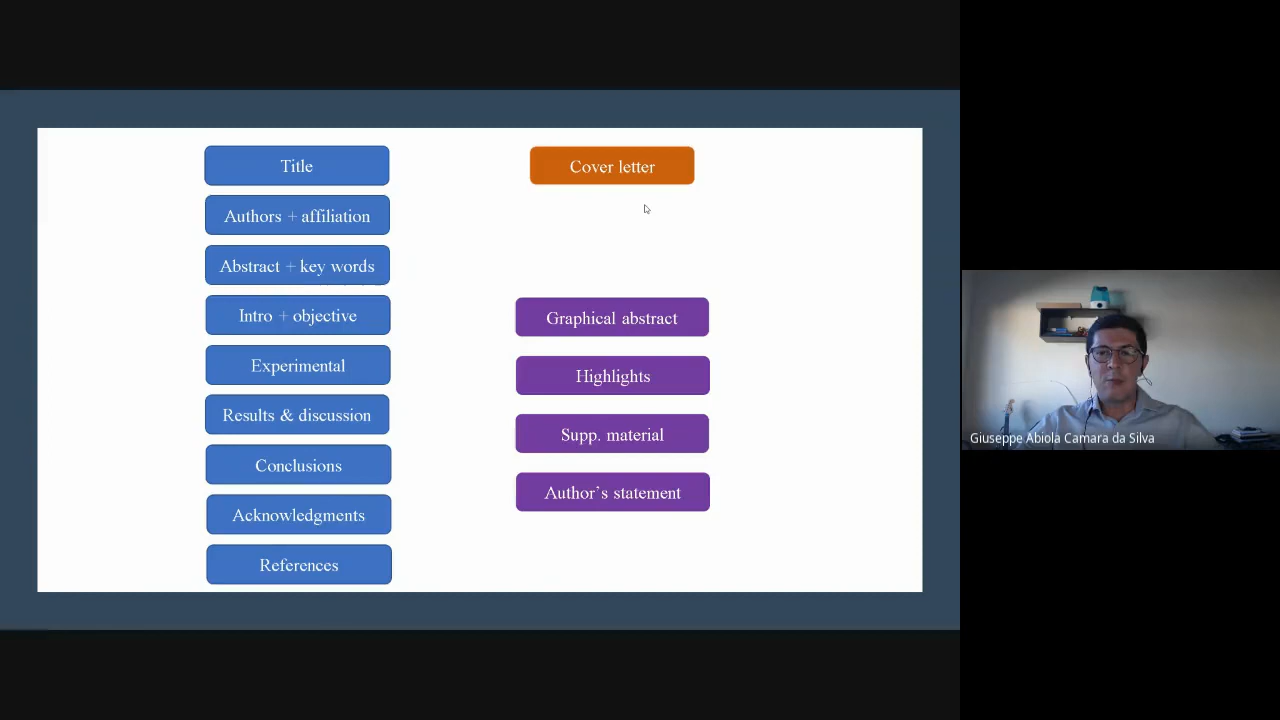 Title
Authors + affiliation
Abstract + key words
Intro + objective
Experimental
Results & discussion
Conclusions
Acknowledgments
References
Cover letter
Graphical abstract
Highlights
Supp. material
Author’s statement
Giuseppe Abiola Camara da Silva